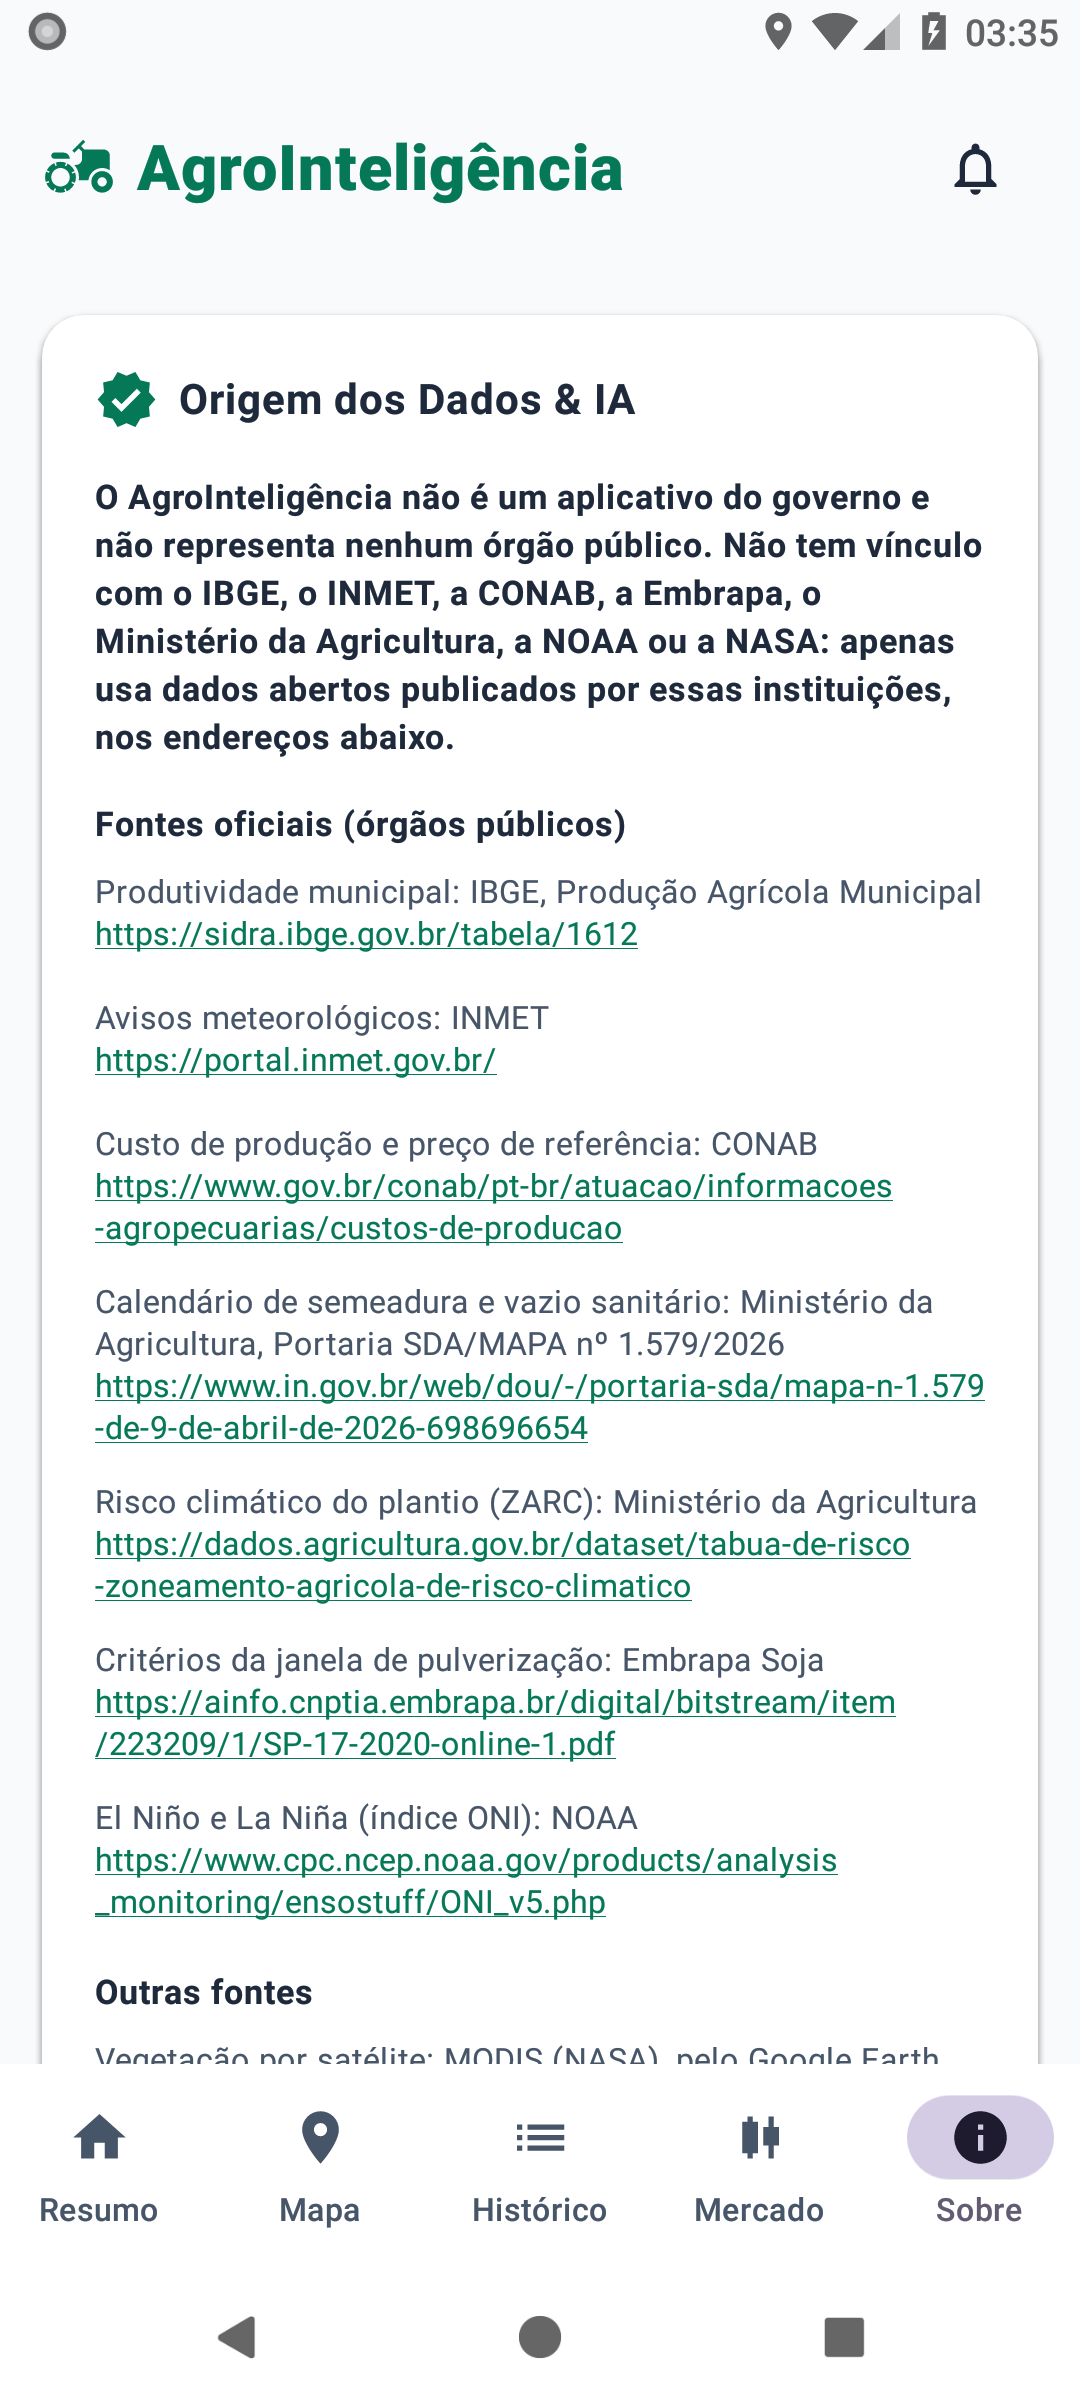 03:35
AgroInteligência
Origem dos Dados & IA
O AgroInteligência não é um aplicativo do governo e
não representa nenhum órgão público. Não tem vínculo
com o IBGE, o INMET, a CONAB, a Embrapa, o
Ministério da Agricultura, a NOAA ou a NASA: apenas
usa dados abertos publicados por essas instituições,
nos endereços abaixo.
Fontes oficiais (órgãos públicos)
Produtividade municipal: IBGE, Produção Agrícola Municipal
https://sidra.ibge.gov.br/tabela/1612
Avisos meteorológicos: INMET
https://portal.inmet.gov.br/
Custo de produção e preço de referência: CONAB
https://www.gov.br/conab/pt-br/atuacao/informacoes
-agropecuarias/custos-de-producao
Calendário de semeadura e vazio sanitário: Ministério da
Agricultura, Portaria SDA/MAPA nº 1.579/2026
https://www.in.gov.br/web/dou/-/portaria-sda/mapa-n-1.579
-de-9-de-abril-de-2026-698696654
Risco climático do plantio (ZARC): Ministério da Agricultura
https://dados.agricultura.gov.br/dataset/tabua-de-risco
-zoneamento-agricola-de-risco-climatico
Critérios da janela de pulverização: Embrapa Soja
https://ainfo.cnptia.embrapa.br/digital/bitstream/item
/223209/1/SP-17-2020-online-1.pdf
El Niño e La Niña (índice ONI): NOAA
https://www.cpc.ncep.noaa.gov/products/analysis
_monitoring/ensostuff/ONI_v5.php
Outras fontes
Vegetação por satélite: MODIS (NASA), pelo Google Earth
Resumo
Mapa
Histórico
Mercado
Sobre